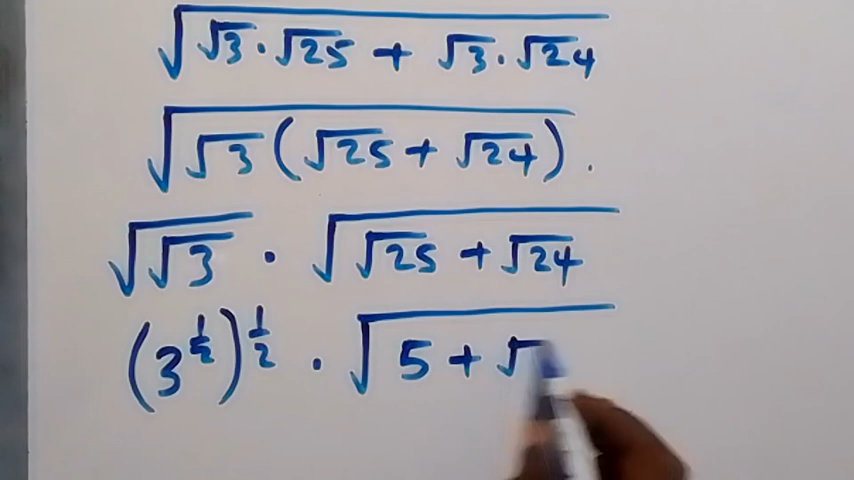 √(√3·√25 + √3·√24)
√(√3(√25 + √24)).
√√3 · √(√25 + √24)
(3^(1/2))^(1/2) · √(5 + √